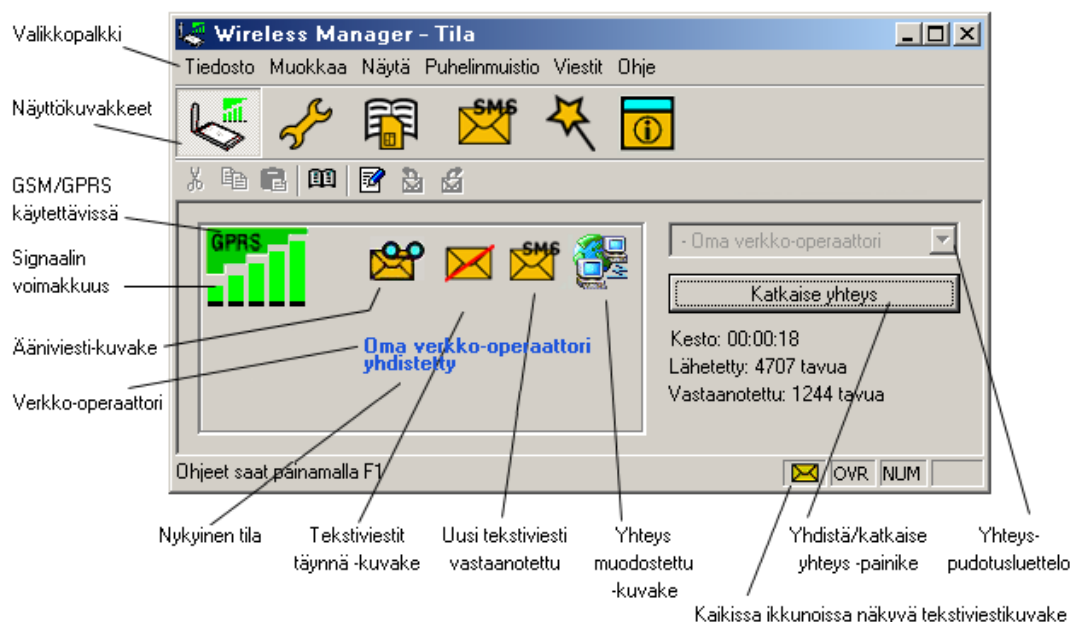 Valikkopalkki
Wireless Manager - Tila
Tiedosto Muokkaa Näytä Puhelinmuistio Viestit Ohje
Näyttökuvakkeet
SMS
GSM/GPRS
käytettävissä
Signaalin
voimakkuus
Ääniviesti-kuvake
Verkko-operaattori
GPRS
SMS
Oma verkko-operaattori
yhdistetty
- Oma verkko-operaattori
Katkaise yhteys
Kesto: 00:00:18
Lähetetty: 4707 tavua
Vastaanotettu: 1244 tavua
Ohjeet saat painamalla F1
OVR NUM
Nykyinen tila
Tekstiviestit
täynnä -kuvake
Uusi tekstiviesti
vastaanotettu
Yhteys
muodostettu
-kuvake
Yhdistä/katkaise
yhteys -painike
Yhteys-
pudotusluettelo
Kaikissa ikkunoissa näkyvä tekstiviestikuvake